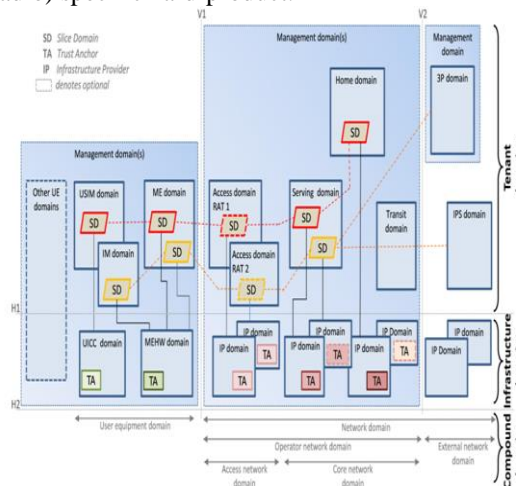 V1
V2
SD Slice Domain
TA Trust Anchor
IP Infrastructure Provider
denotes optional
Management domain(s)
Management
domain
3P domain
Home domain
SD
Management domain(s)
Other UE
domains
USIM domain
SD
ME domain
SD
IM domain
SD
SD
Access domain
RAT 1
SD
Access domain
RAT 2
SD
Serving domain
SD
SD
Transit
domain
IPS domain
Tenant
H1
UICC domain
TA
MEHW domain
TA
IP domain
TA
IP domain
TA
IP domain
TA
IP domain
TA
IP Domain
TA
IP domain
TA
IP domain
IP Domain
Infrastructure
H2
User equipment domain
Network domain
Operator network domain
External network
domain
Access network
domain
Core network
domain
Compound